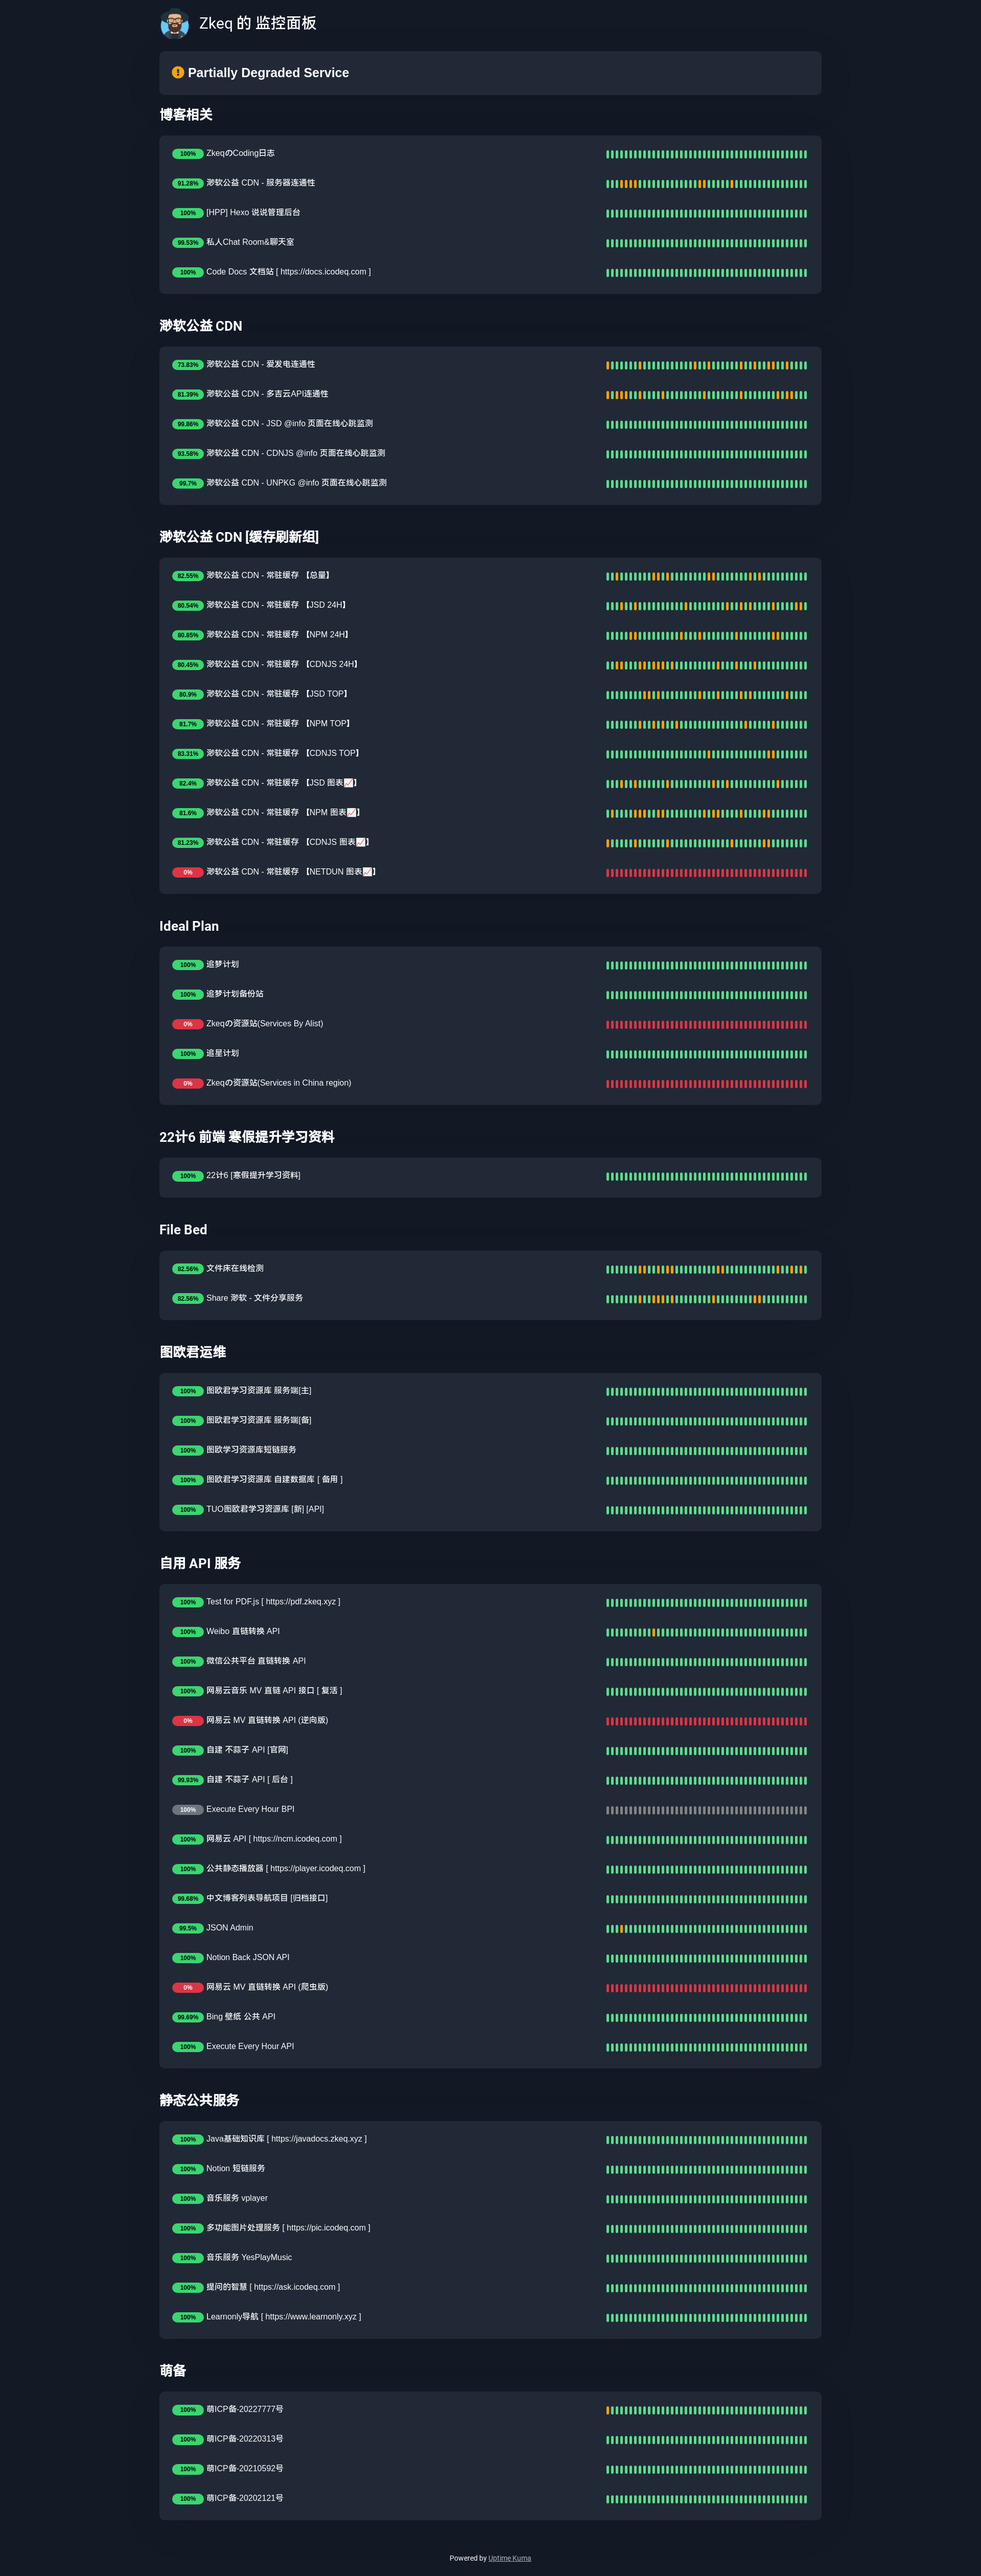 Zkeq 的 监控面板
Partially Degraded Service
博客相关
100% ZkeqのCoding日志
91.28% 渺软公益 CDN - 服务器连通性
100% [HPP] Hexo 说说管理后台
99.53% 私人Chat Room&聊天室
100% Code Docs 文档站 [ https://docs.icodeq.com ]
渺软公益 CDN
73.83% 渺软公益 CDN - 爱发电连通性
81.39% 渺软公益 CDN - 多吉云API连通性
99.86% 渺软公益 CDN - JSD @info 页面在线心跳监测
93.58% 渺软公益 CDN - CDNJS @info 页面在线心跳监测
99.7% 渺软公益 CDN - UNPKG @info 页面在线心跳监测
渺软公益 CDN [缓存刷新组]
82.55% 渺软公益 CDN - 常驻缓存 【总量】
80.54% 渺软公益 CDN - 常驻缓存 【JSD 24H】
80.85% 渺软公益 CDN - 常驻缓存 【NPM 24H】
80.45% 渺软公益 CDN - 常驻缓存 【CDNJS 24H】
80.9% 渺软公益 CDN - 常驻缓存 【JSD TOP】
81.7% 渺软公益 CDN - 常驻缓存 【NPM TOP】
83.31% 渺软公益 CDN - 常驻缓存 【CDNJS TOP】
82.4% 渺软公益 CDN - 常驻缓存 【JSD 图表📈】
81.6% 渺软公益 CDN - 常驻缓存 【NPM 图表📈】
81.23% 渺软公益 CDN - 常驻缓存 【CDNJS 图表📈】
0% 渺软公益 CDN - 常驻缓存 【NETDUN 图表📈】
Ideal Plan
100% 追梦计划
100% 追梦计划备份站
0% Zkeqの资源站(Services By Alist)
100% 追星计划
0% Zkeqの资源站(Services in China region)
22计6 前端 寒假提升学习资料
100% 22计6 [寒假提升学习资料]
File Bed
82.56% 文件床在线检测
82.56% Share 渺软 - 文件分享服务
图欧君运维
100% 图欧君学习资源库 服务端[主]
100% 图欧君学习资源库 服务端[备]
100% 图欧学习资源库短链服务
100% 图欧君学习资源库 自建数据库 [ 备用 ]
100% TUO图欧君学习资源库 [新] [API]
自用 API 服务
100% Test for PDF.js [ https://pdf.zkeq.xyz ]
100% Weibo 直链转换 API
100% 微信公共平台 直链转换 API
100% 网易云音乐 MV 直链 API 接口 [ 复活 ]
0% 网易云 MV 直链转换 API (逆向版)
100% 自建 不蒜子 API [官网]
99.93% 自建 不蒜子 API [ 后台 ]
100% Execute Every Hour BPI
100% 网易云 API [ https://ncm.icodeq.com ]
100% 公共静态播放器 [ https://player.icodeq.com ]
99.68% 中文博客列表导航项目 [归档接口]
99.5% JSON Admin
100% Notion Back JSON API
0% 网易云 MV 直链转换 API (爬虫版)
99.69% Bing 壁纸 公共 API
100% Execute Every Hour API
静态公共服务
100% Java基础知识库 [ https://javadocs.zkeq.xyz ]
100% Notion 短链服务
100% 音乐服务 vplayer
100% 多功能图片处理服务 [ https://pic.icodeq.com ]
100% 音乐服务 YesPlayMusic
100% 提问的智慧 [ https://ask.icodeq.com ]
100% Learnonly导航 [ https://www.learnonly.xyz ]
萌备
100% 萌ICP备-20227777号
100% 萌ICP备-20220313号
100% 萌ICP备-20210592号
100% 萌ICP备-20202121号
Powered by Uptime Kuma